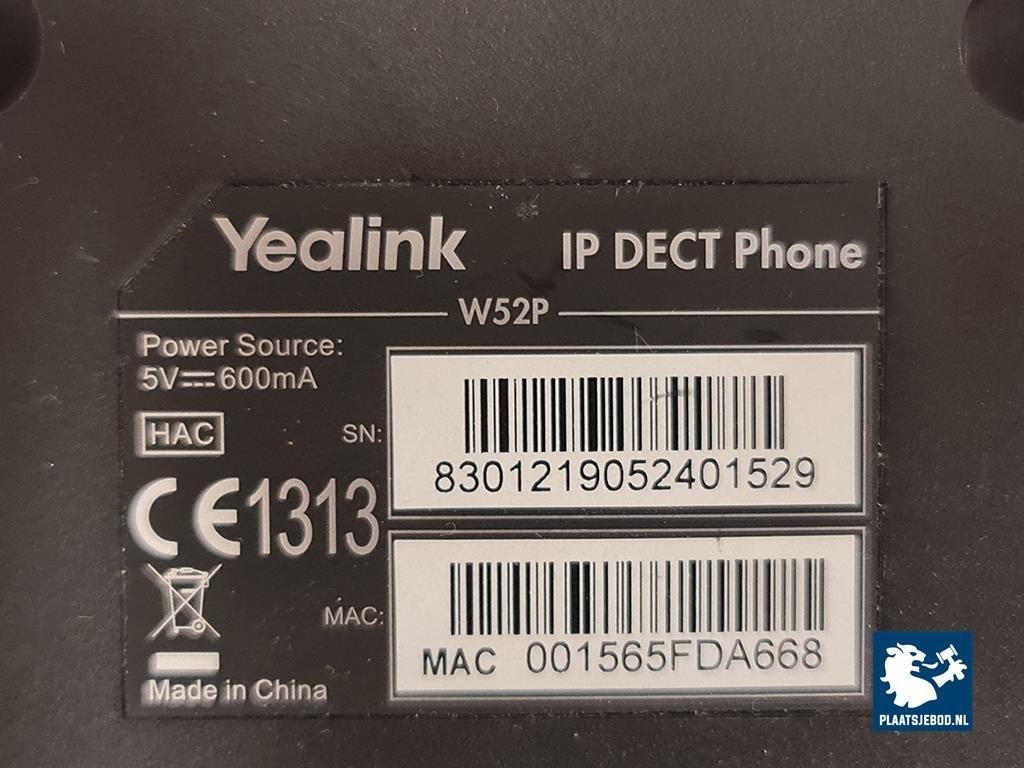 Yealink IP DECT Phone
W52P
Power Source:
5V⎓600mA
HAC
SN:
8301219052401529
CE1313
MAC:
MAC 001565FDA668
Made in China
PLAATSJEBOD.NL